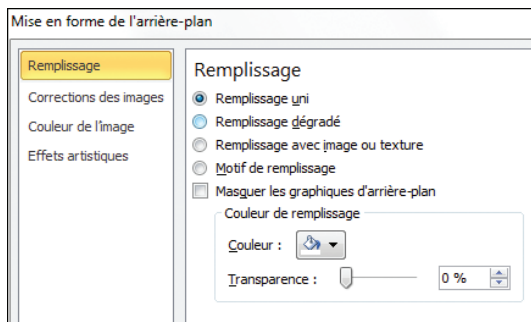 Mise en forme de l'arrière-plan
Remplissage
Corrections des images
Couleur de l'image
Effets artistiques
Remplissage
Remplissage uni
Remplissage dégradé
Remplissage avec image ou texture
Motif de remplissage
Masquer les graphiques d'arrière-plan
Couleur de remplissage
Couleur :
Transparence : 0 %